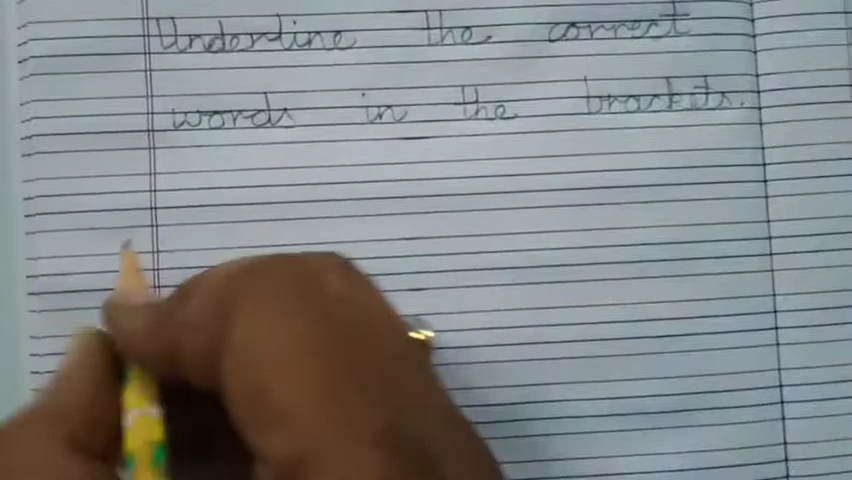 Underline the correct
words in the brackets.